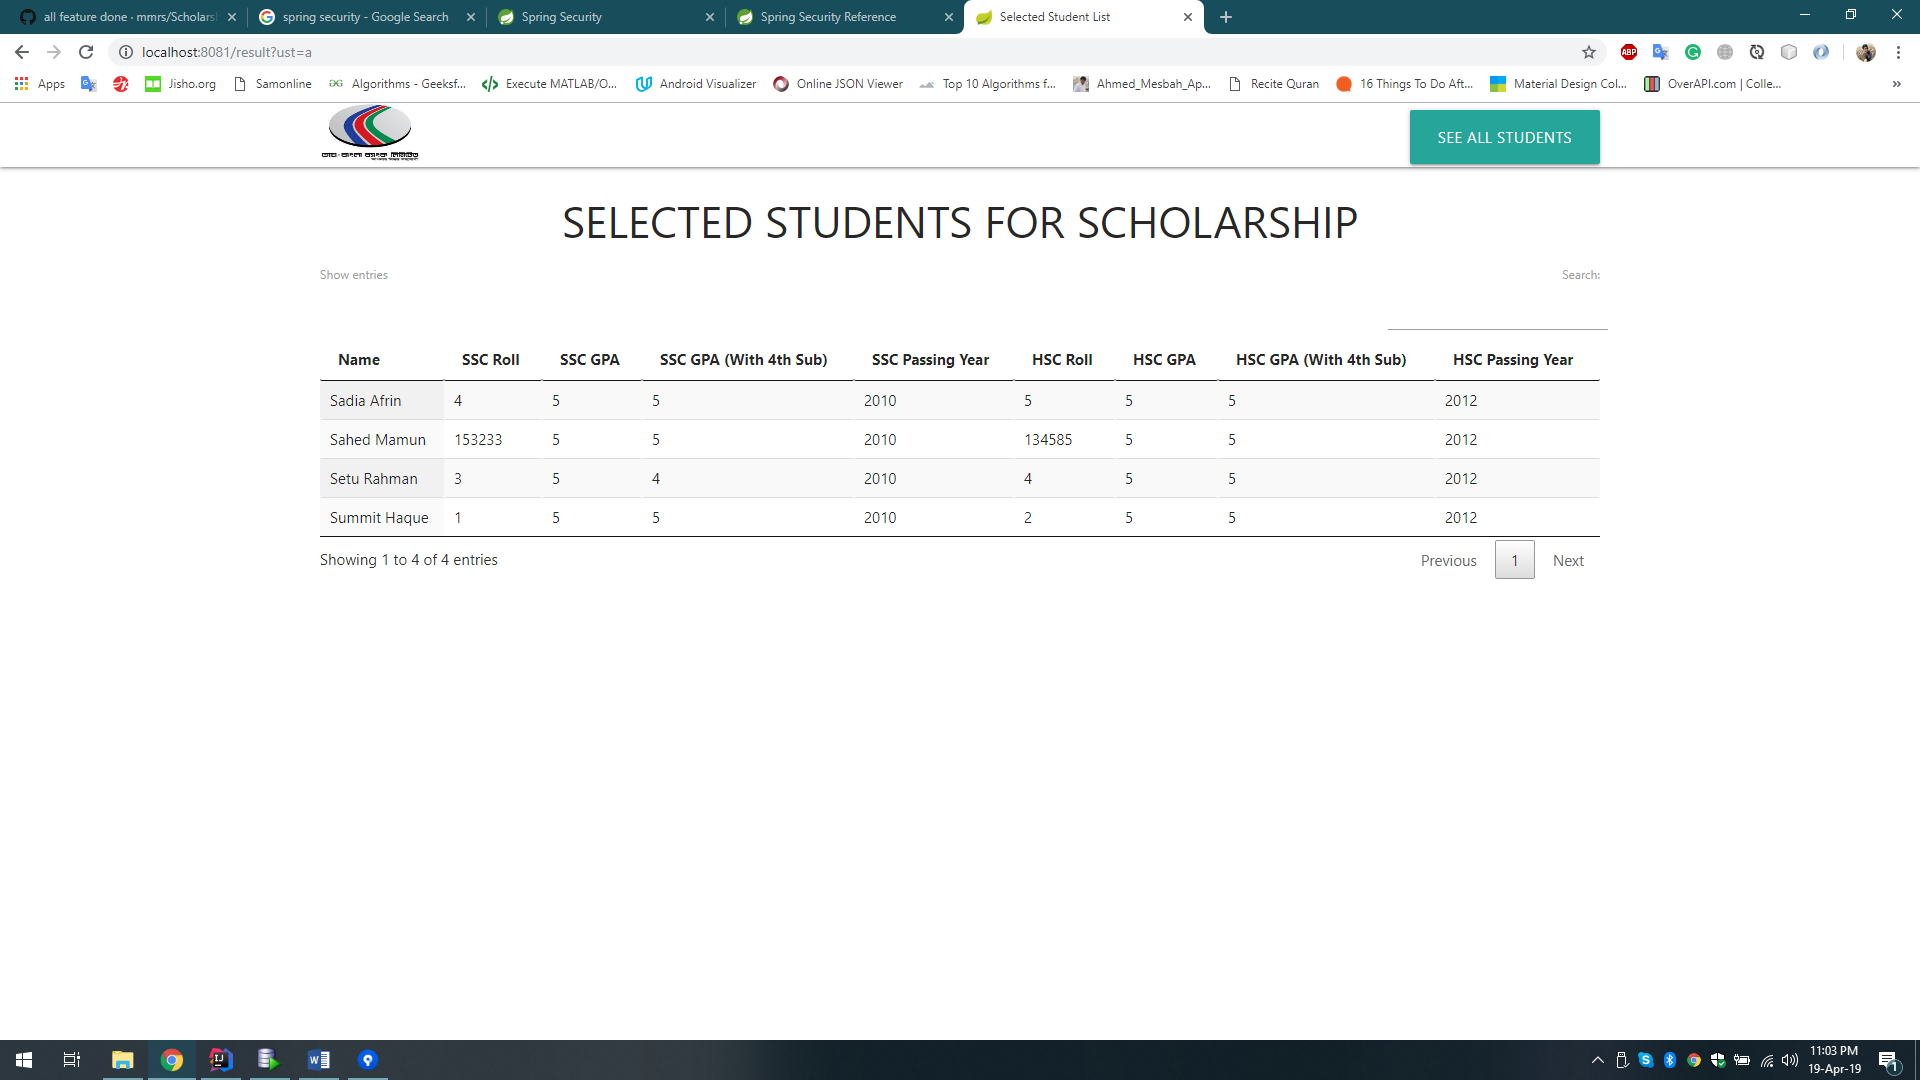 all feature done · mmrs/Scholars
spring security - Google Search
Spring Security
Spring Security Reference
Selected Student List
localhost:8081/result?ust=a
ABP
Apps
Jisho.org
Samonline
Algorithms - Geeksf...
Execute MATLAB/O...
Android Visualizer
Online JSON Viewer
Top 10 Algorithms f...
Ahmed_Mesbah_Ap...
Recite Quran
16 Things To Do Aft...
Material Design Col...
OverAPI.com | Colle...
»
SEE ALL STUDENTS
SELECTED STUDENTS FOR SCHOLARSHIP
Show entries Search:
Name SSC Roll SSC GPA SSC GPA (With 4th Sub) SSC Passing Year HSC Roll HSC GPA HSC GPA (With 4th Sub) HSC Passing Year
Sadia Afrin 4 5 5 2010 5 5 5 2012
Sahed Mamun 153233 5 5 2010 134585 5 5 2012
Setu Rahman 3 5 4 2010 4 5 5 2012
Summit Haque 1 5 5 2010 2 5 5 2012
Showing 1 to 4 of 4 entries Previous 1 Next
11:03 PM
19-Apr-19
1